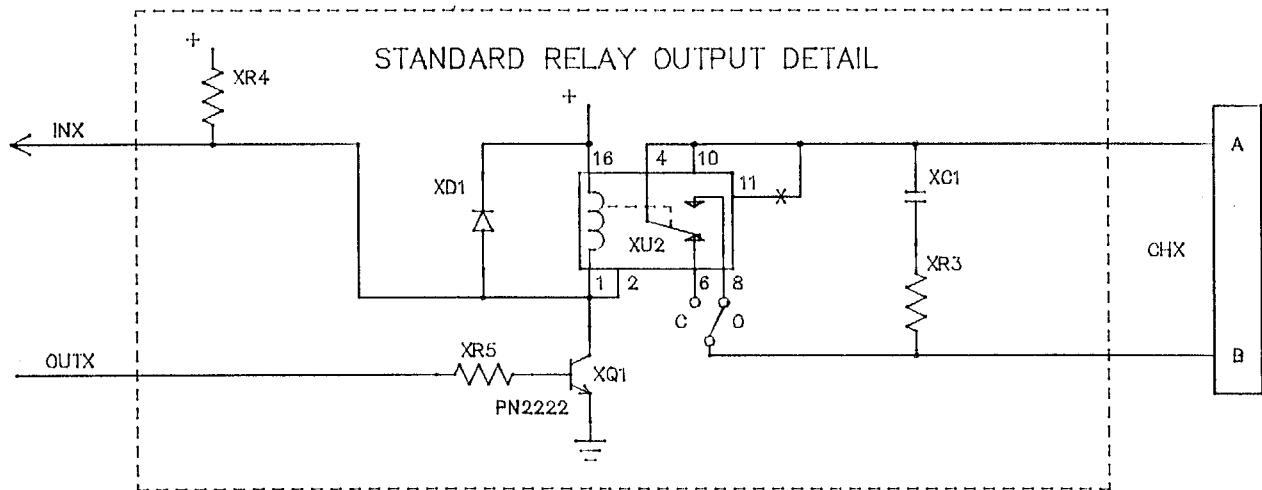 STANDARD RELAY OUTPUT DETAIL
+
XR4
+
INX
16
4
10
A
XD1
11
X
XC1
XU2
CHX
XR3
1
2
6
8
C
O
OUTX
XR5
XQ1
B
PN2222